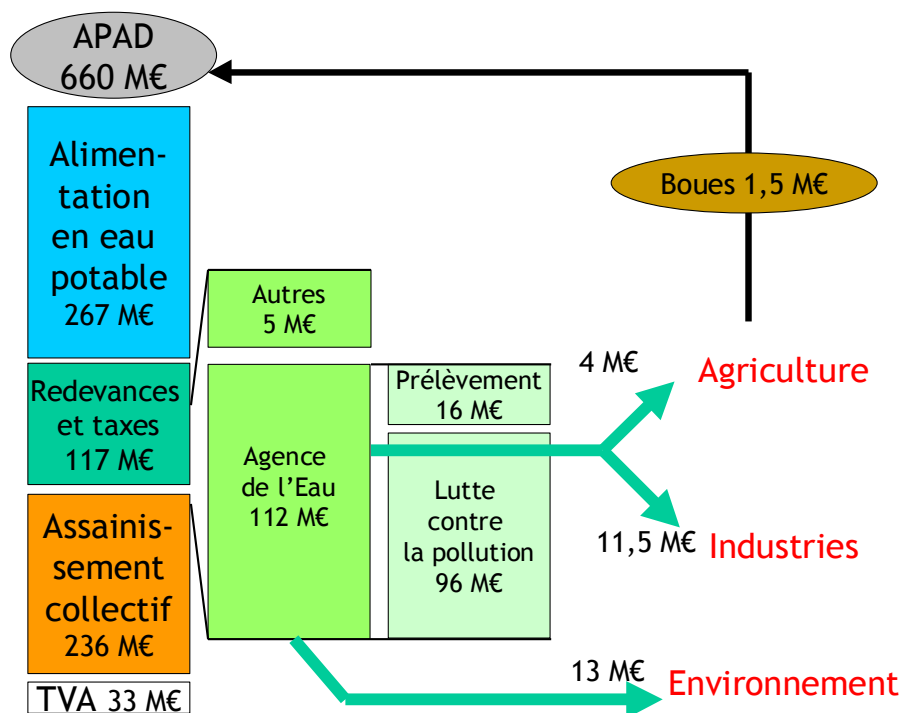 APAD
660 M€
Alimen-
tation
en eau
potable
267 M€
Redevances
et taxes
117 M€
Assainis-
sement
collectif
236 M€
TVA 33 M€
Autres
5 M€
Agence
de l’Eau
112 M€
Prélèvement
16 M€
Lutte
contre
la pollution
96 M€
Boues 1,5 M€
4 M€
Agriculture
11,5 M€
Industries
13 M€
Environnement